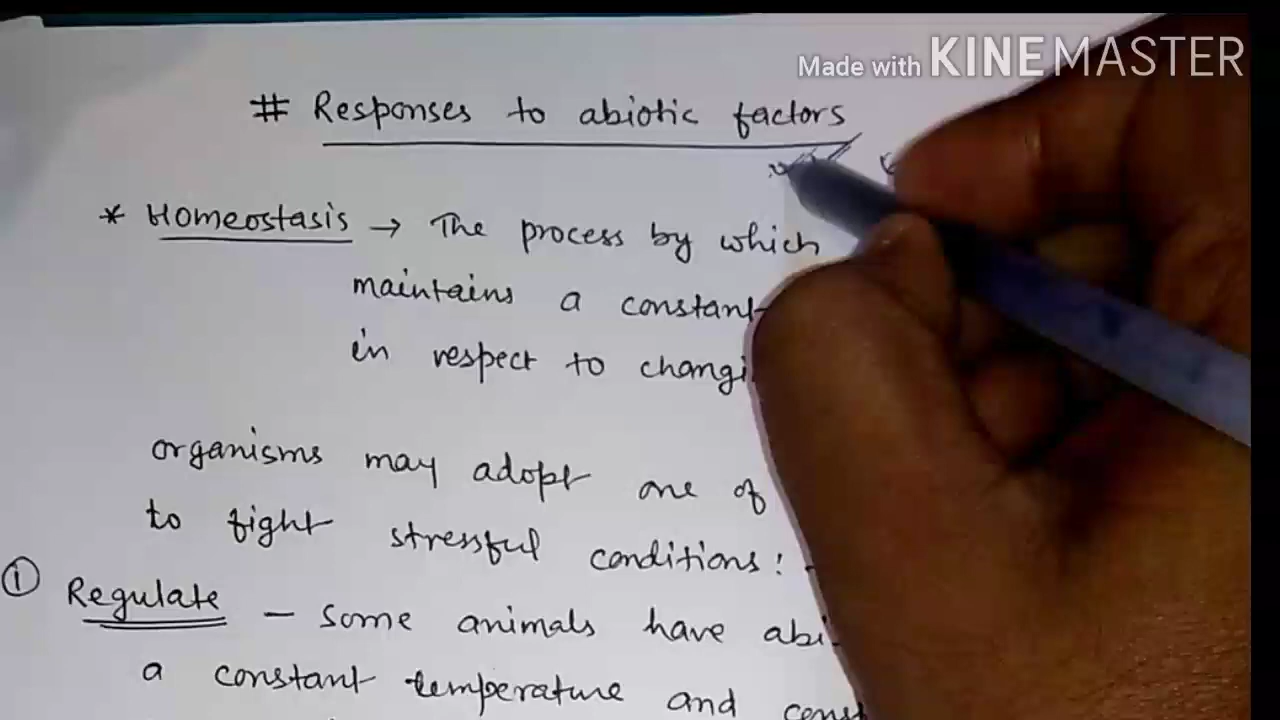 Made with KINEMASTER
# Responses to abiotic factors
* Homeostasis → The process by which
maintains a constant
in respect to changi
organisms may adopt one of
to fight stressful conditions: -
① Regulate — Some animals have abi
a constant temperature and const